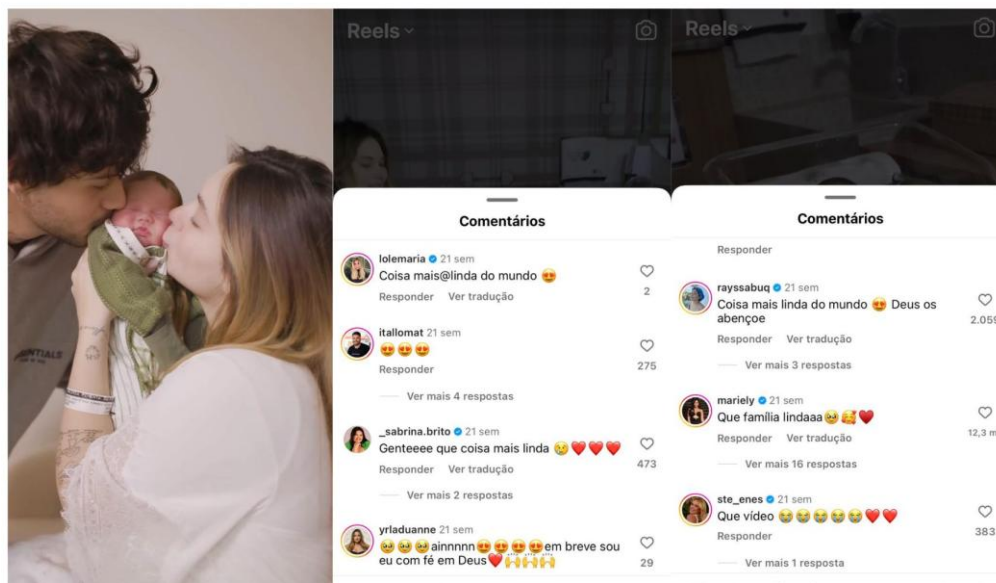 ENTIALS
Reels
Comentários
lolemaria 21 sem
Coisa mais@linda do mundo 😍
2
Responder Ver tradução
itallomat 21 sem
😍😍😍
275
Responder
Ver mais 4 respostas
_sabrina.brito 21 sem
Genteeee que coisa mais linda 🥹❤️❤️❤️
473
Responder Ver tradução
Ver mais 2 respostas
yrladuanne 21 sem
🥹🥹🥹ainnnnn😍😍😍😍em breve sou
eu com fé em Deus❤️🙌🙌🙌
29
Reels
Comentários
Responder
rayssabuq 21 sem
Coisa mais linda do mundo 😍 Deus os
abençoe
2.059
Responder Ver tradução
Ver mais 3 respostas
mariely 21 sem
Que família lindaaa🥹🥰❤️
12,3 m
Responder Ver tradução
Ver mais 16 respostas
ste_enes 21 sem
Que vídeo 😭😭😭😭😭❤️❤️
383
Responder
Ver mais 1 resposta